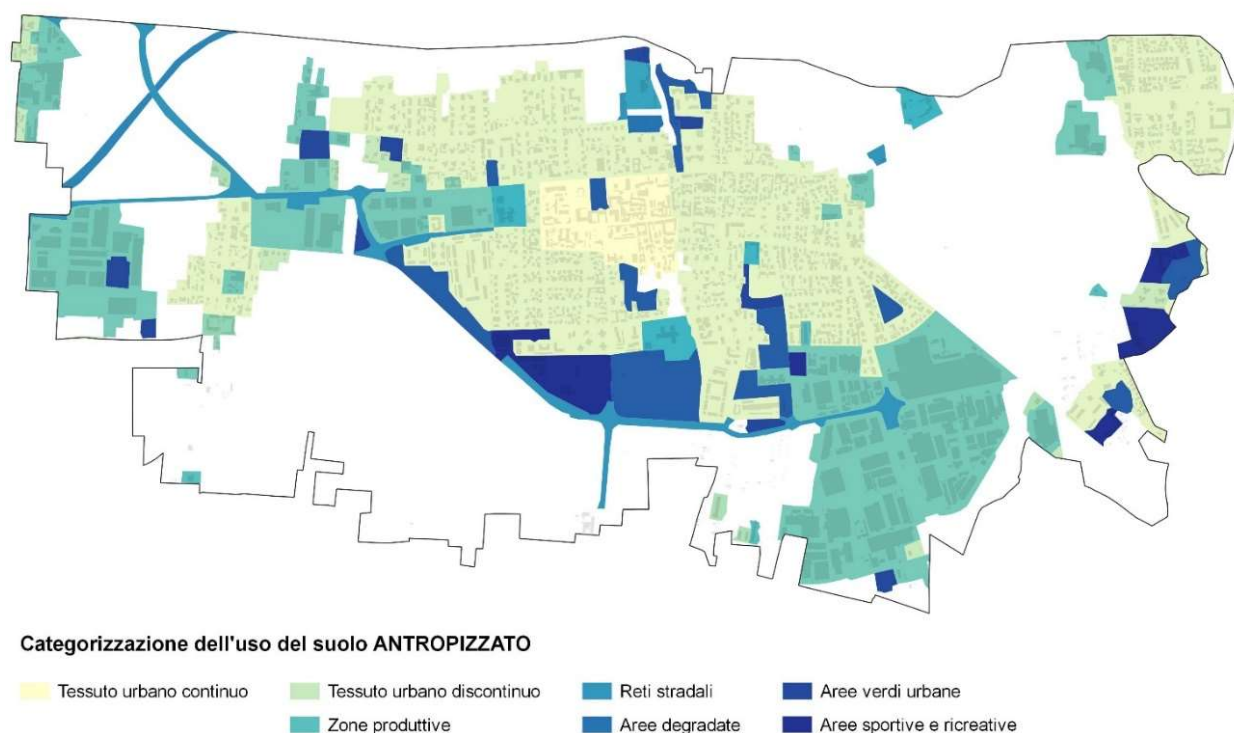 Categorizzazione dell'uso del suolo ANTROPIZZATO
Tessuto urbano continuo
Tessuto urbano discontinuo
Reti stradali
Aree verdi urbane
Zone produttive
Aree degradate
Aree sportive e ricreative